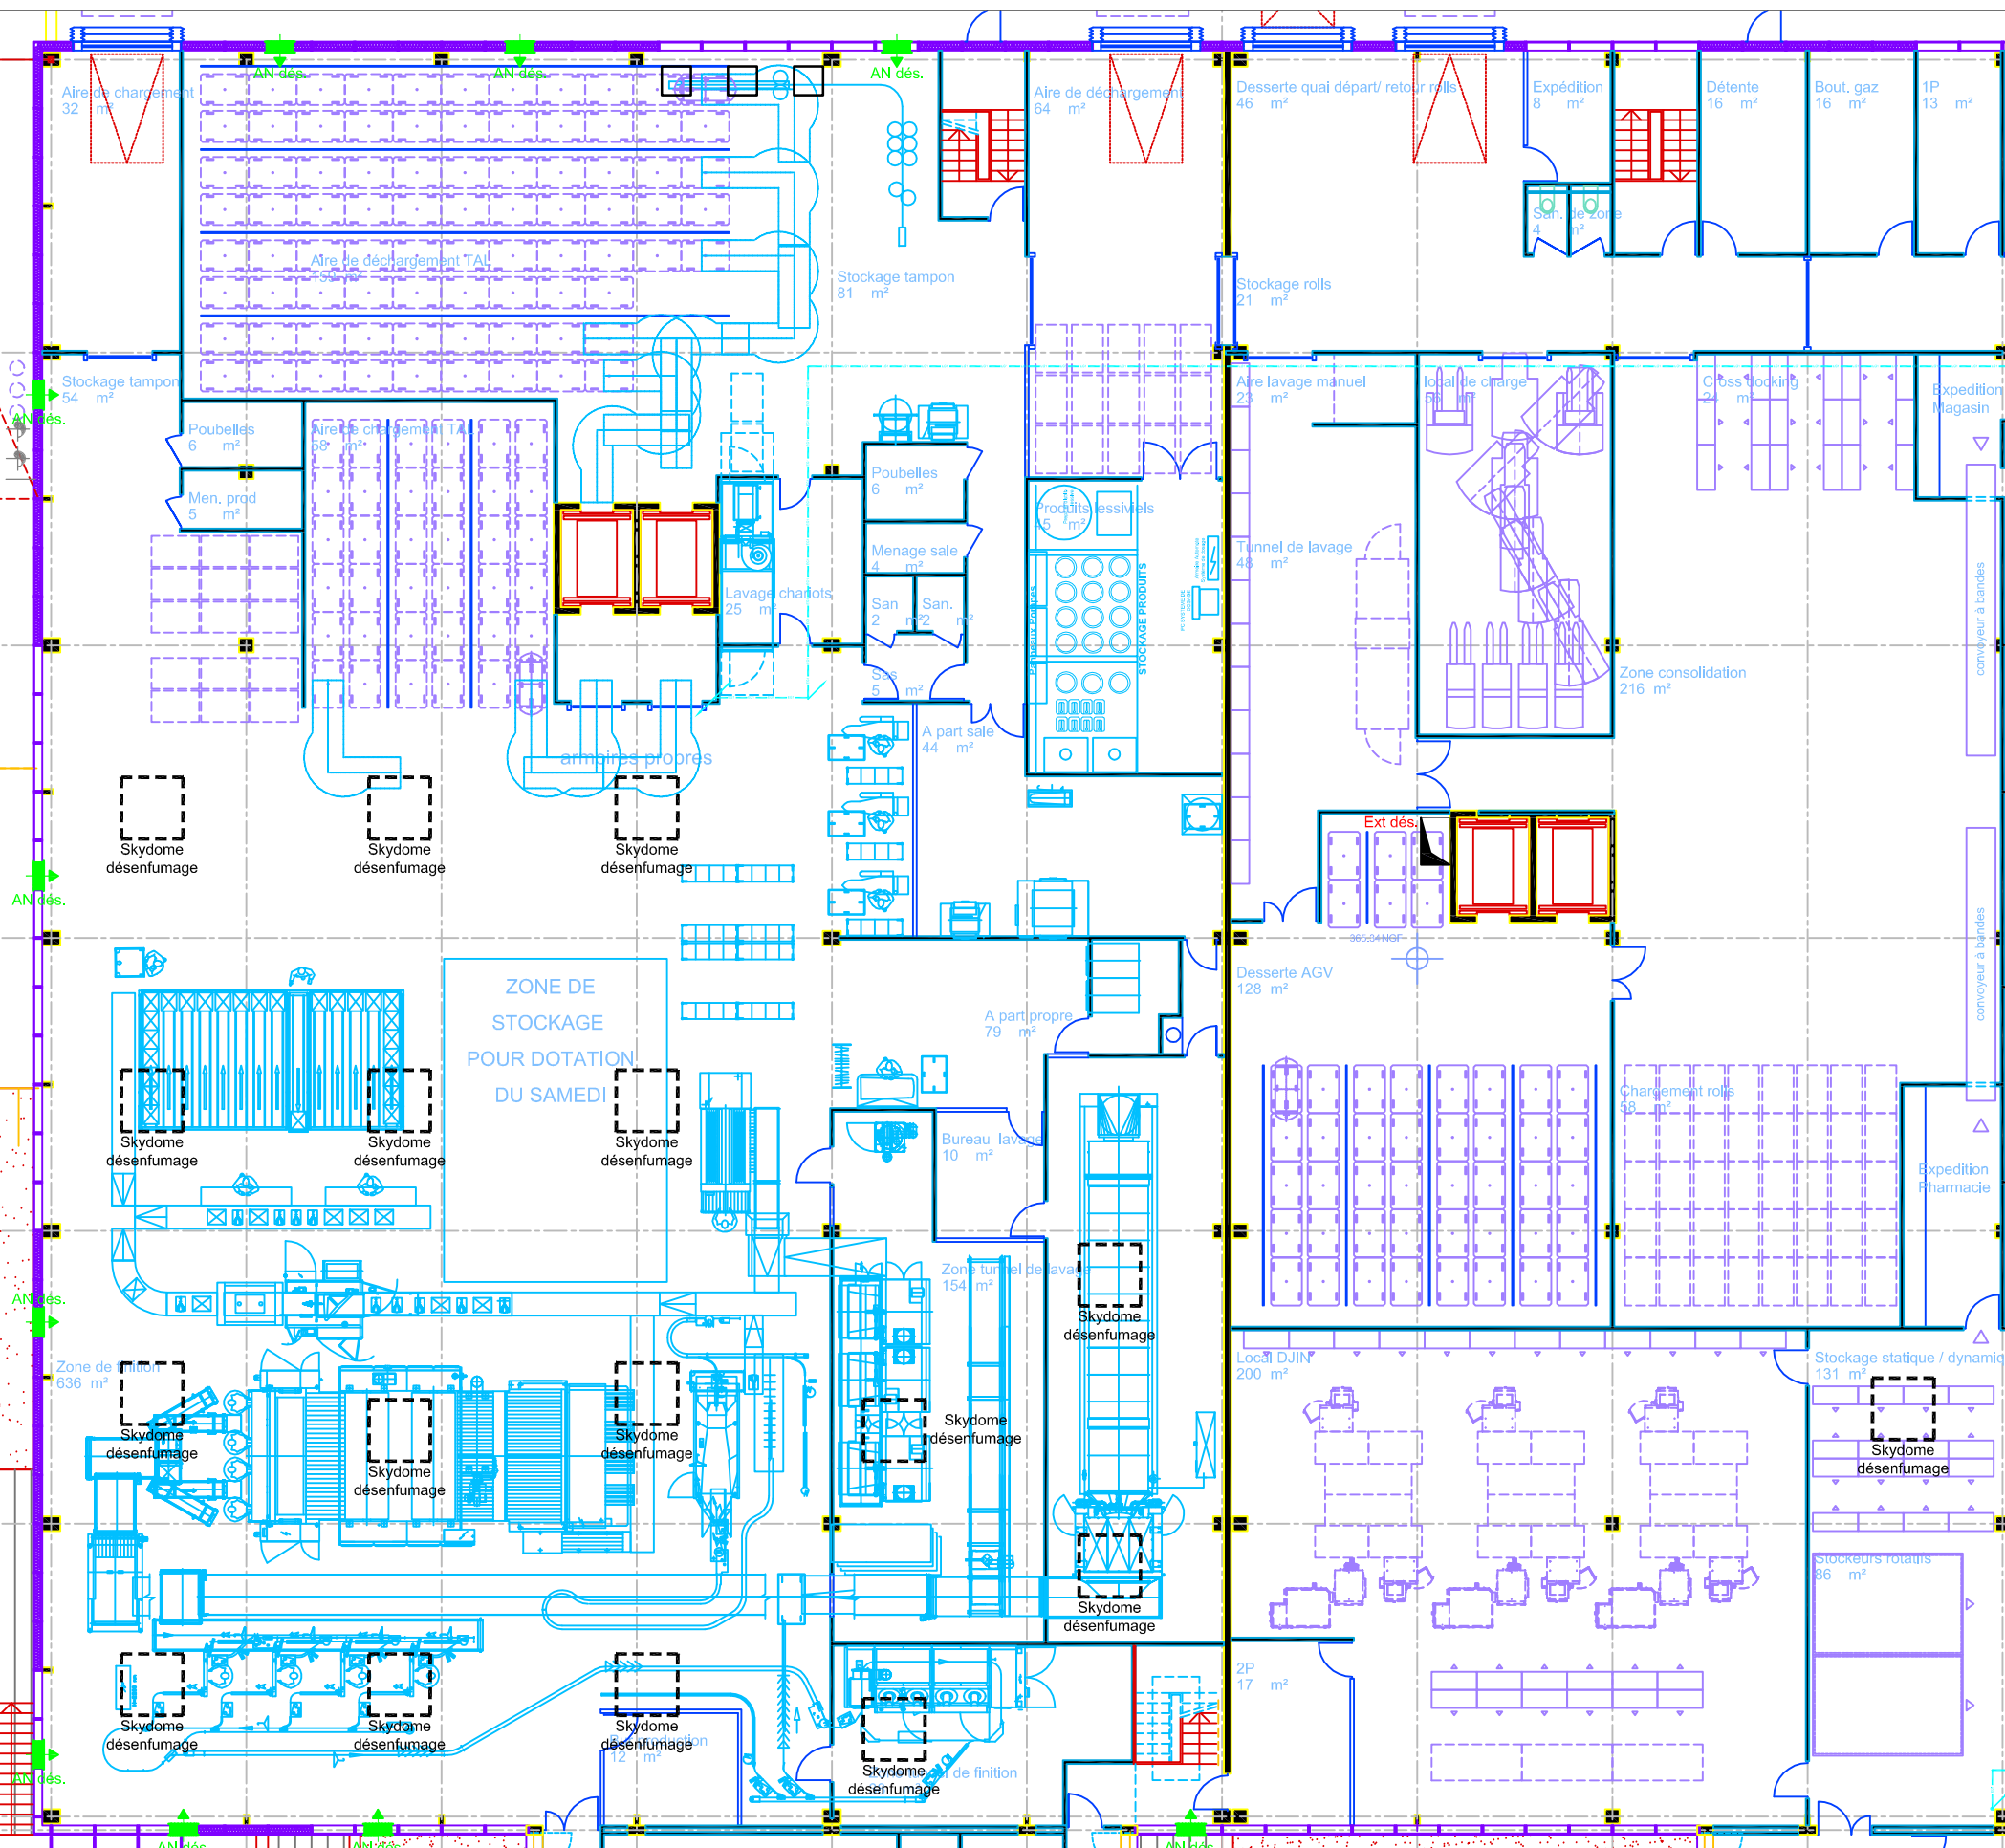 AN dés.
AN dés.
AN dés.
Aire de chargement
32 m²
Aire de déchargement
64 m²
Desserte quai départ/ retour rolls
46 m²
Expédition
8 m²
Détente
16 m²
Bout. gaz
16 m²
1P
13 m²
San. de zone
4 m²
Aire de déchargement TAL
Stockage tampon
81 m²
Stockage rolls
21 m²
Stockage tampon
54 m²
AN dés.
Poubelles
6 m²
Aire de chargement TAL
68 m²
Men. prod
5 m²
Aire lavage manuel
23 m²
local de charge
Cross docking
24 m²
Expedition
Magasin
Poubelles
6 m²
Menage sale
4 m²
San
2 m²
San.
2 m²
Sas
5 m²
Produits lessiviels
45 m²
Panneaux Pompes
STOCKAGE PRODUITS
Tunnel de lavage
48 m²
Lavage chariots
25 m²
convoyeur à bandes
Zone consolidation
216 m²
A part sale
44 m²
armoires propres
Skydome
désenfumage
Skydome
désenfumage
Skydome
désenfumage
AN dés.
Ext dés.
convoyeur à bandes
Desserte AGV
128 m²
ZONE DE
STOCKAGE
POUR DOTATION
DU SAMEDI
A part propre
79 m²
Skydome
désenfumage
Skydome
désenfumage
Skydome
désenfumage
Bureau lavage
10 m²
Chargement rolls
58 m²
Expedition
Pharmacie
Zone tunnel de lavage
154 m²
AN dés.
Skydome
désenfumage
Zone de finition
636 m²
Local DJIN
200 m²
Stockage statique / dynamic
131 m²
Skydome
désenfumage
Skydome
désenfumage
Skydome
désenfumage
Skydome
désenfumage
Skydome
désenfumage
Stockeurs rotatifs
86 m²
Skydome
désenfumage
2P
17 m²
Skydome
désenfumage
Skydome
désenfumage
Skydome
désenfumage
production
12 m²
Skydome
désenfumage
de finition
AN dés.
AN dés.
AN dés.
AN dés.